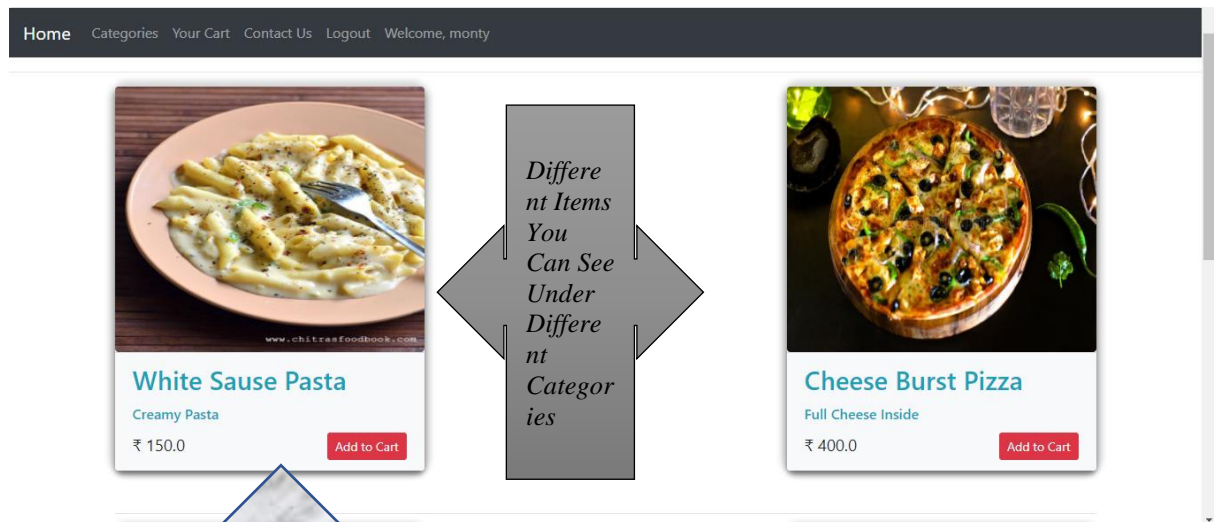 Home Categories Your Cart Contact Us Logout Welcome, monty
Differe
nt Items
You
Can See
Under
Differe
nt
Categor
ies
www.chitrasfoodbook.com
White Sause Pasta
Creamy Pasta
₹ 150.0 Add to Cart
Cheese Burst Pizza
Full Cheese Inside
₹ 400.0 Add to Cart